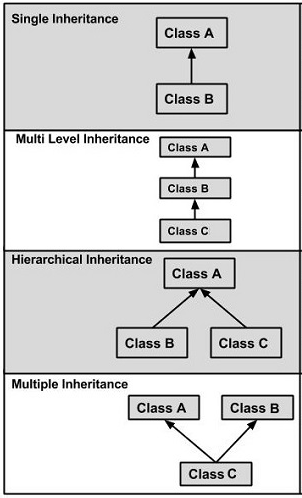 Single Inheritance
Class A
Class B
Multi Level Inheritance
Class A
Class B
Class C
Hierarchical Inheritance
Class A
Class B
Class C
Multiple Inheritance
Class A
Class B
Class C